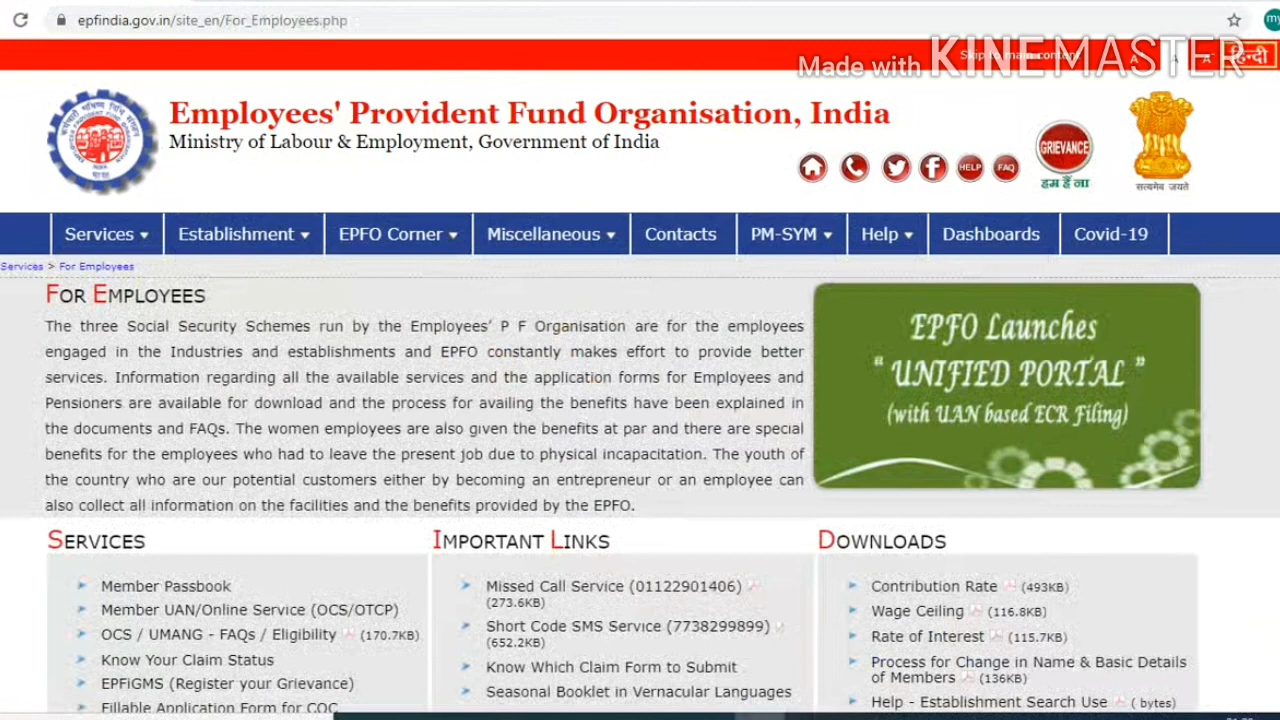 epfindia.gov.in/site_en/For_Employees.php
my
Made with KINEMASTER
Skip to main content
हिन्दी
Employees' Provident Fund Organisation, India
Ministry of Labour & Employment, Government of India
HELP
FAQ
GRIEVANCE
हम हैं ना
सत्यमेव जयते
Services
Establishment
EPFO Corner
Miscellaneous
Contacts
PM-SYM
Help
Dashboards
Covid-19
Services > For Employees
FOR EMPLOYEES
The three Social Security Schemes run by the Employees' P F Organisation are for the employees
engaged in the Industries and establishments and EPFO constantly makes effort to provide better
services. Information regarding all the available services and the application forms for Employees and
Pensioners are available for download and the process for availing the benefits have been explained in
the documents and FAQs. The women employees are also given the benefits at par and there are special
benefits for the employees who had to leave the present job due to physical incapacitation. The youth of
the country who are our potential customers either by becoming an entrepreneur or an employee can
also collect all information on the facilities and the benefits provided by the EPFO.
EPFO Launches
" UNIFIED PORTAL "
(with UAN based ECR Filing)
SERVICES
Member Passbook
Member UAN/Online Service (OCS/OTCP)
OCS / UMANG - FAQs / Eligibility (170.7KB)
Know Your Claim Status
EPFiGMS (Register your Grievance)
Fillable Application Form for COC
IMPORTANT LINKS
Missed Call Service (01122901406)
(273.6KB)
Short Code SMS Service (7738299899)
(652.2KB)
Know Which Claim Form to Submit
Seasonal Booklet in Vernacular Languages
DOWNLOADS
Contribution Rate (493KB)
Wage Ceiling (116.8KB)
Rate of Interest (115.7KB)
Process for Change in Name & Basic Details
of Members (136KB)
Help - Establishment Search Use ( bytes)